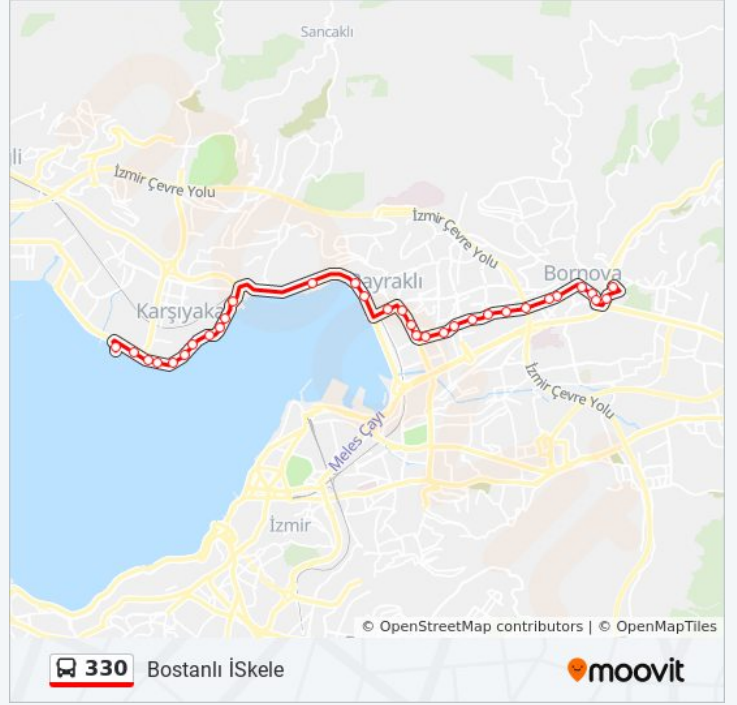 Sancaklı
li
İzmir Çevre Yolu
İzmir Çevre Yolu
Bayraklı
Bornova
Karşıyaka
İzmir Çevre Yolu
Meles Çayı
İzmir
© OpenStreetMap contributors | © OpenMapTiles
330 Bostanlı İSkele
moovit